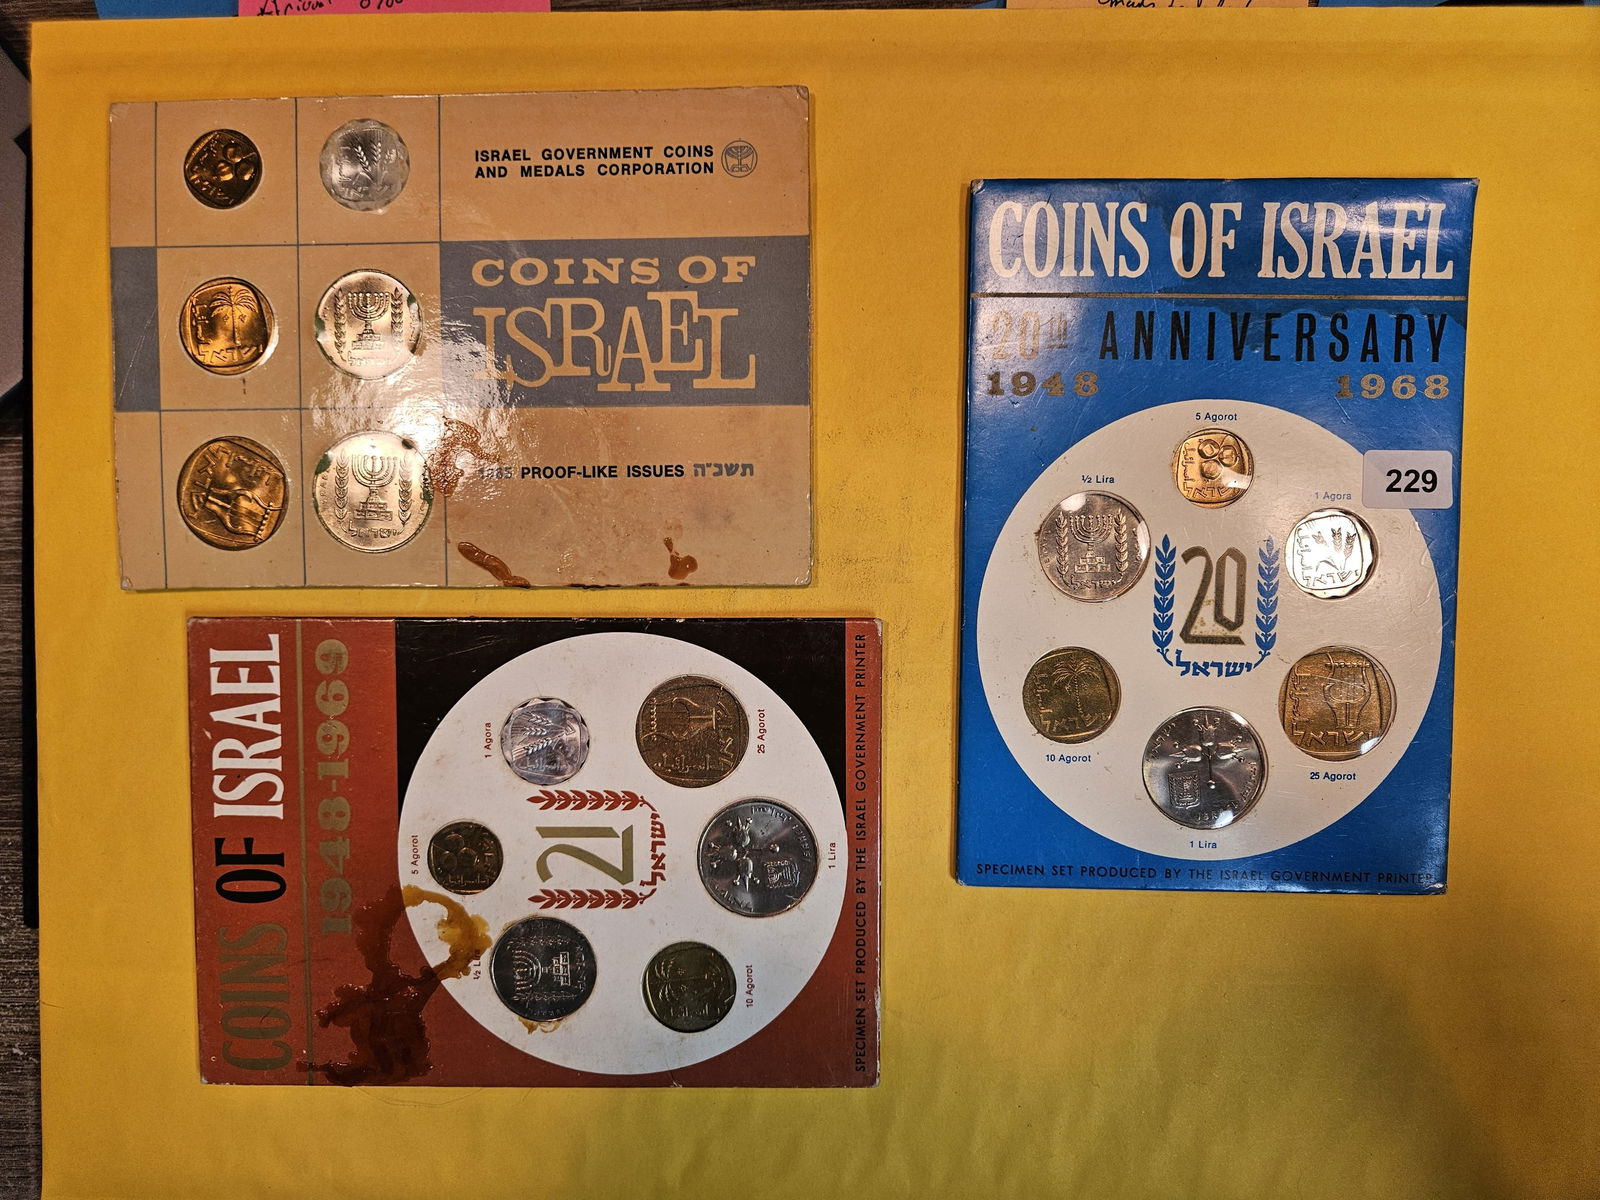 ISRAEL GOVERNMENT COINS
AND MEDALS CORPORATION
COINS OF
ISRAEL
1965 PROOF-LIKE ISSUES תשכ"ה
COINS OF ISRAEL
20TH ANNIVERSARY
1948 1968
5 Agorot
½ Lira
229
1 Agora
20
ישראל
10 Agorot
25 Agorot
1 Lira
SPECIMEN SET PRODUCED BY THE ISRAEL GOVERNMENT PRINTER
COINS OF ISRAEL
1948-1969
1 Agora
25 Agorot
5 Agorot
21
ישראל
1 Lira
½ Lira
10 Agorot
SPECIMEN SET PRODUCED BY THE ISRAEL GOVERNMENT PRINTER